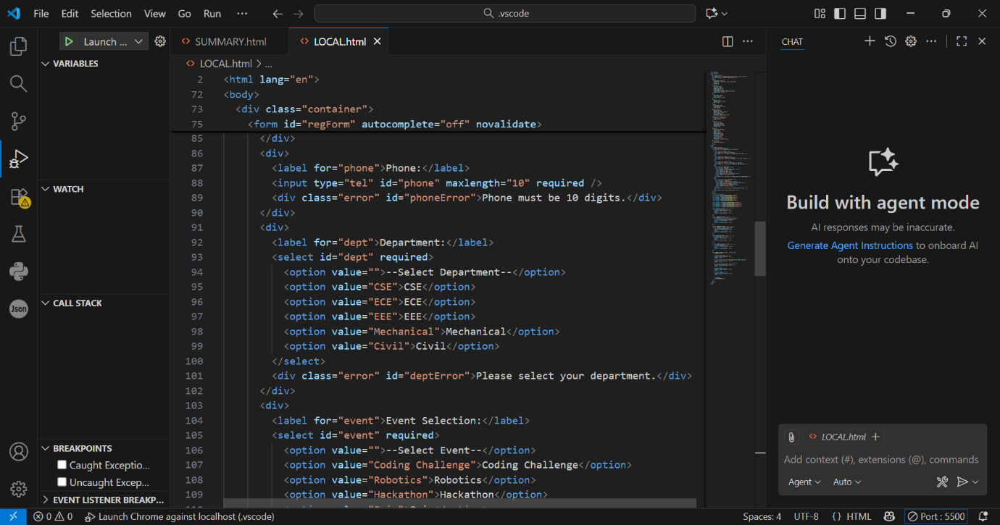 File Edit Selection View Go Run ··· .vscode
Launch ...
SUMMARY.html LOCAL.html
LOCAL.html > ...
VARIABLES
WATCH
CALL STACK
BREAKPOINTS
Caught Exceptio...
Uncaught Excep...
EVENT LISTENER BREAKP...
Json
2 <html lang="en">
72 <body>
73 <div class="container">
75 <form id="regForm" autocomplete="off" novalidate>
85 </div>
86 <div>
87 <label for="phone">Phone:</label>
88 <input type="tel" id="phone" maxlength="10" required />
89 <div class="error" id="phoneError">Phone must be 10 digits.</div>
90 </div>
91 <div>
92 <label for="dept">Department:</label>
93 <select id="dept" required>
94 <option value="">--Select Department--</option>
95 <option value="CSE">CSE</option>
96 <option value="ECE">ECE</option>
97 <option value="EEE">EEE</option>
98 <option value="Mechanical">Mechanical</option>
99 <option value="Civil">Civil</option>
100 </select>
101 <div class="error" id="deptError">Please select your department.</div>
102 </div>
103 <div>
104 <label for="event">Event Selection:</label>
105 <select id="event" required>
106 <option value="">--Select Event--</option>
107 <option value="Coding Challenge">Coding Challenge</option>
108 <option value="Robotics">Robotics</option>
109 <option value="Hackathon">Hackathon</option>
CHAT
Build with agent mode
AI responses may be inaccurate.
Generate Agent Instructions to onboard AI
onto your codebase.
LOCAL.html
Add context (#), extensions (@), commands
Agent Auto
0 0 Launch Chrome against localhost (.vscode) Spaces: 4 UTF-8 {} HTML Port : 5500